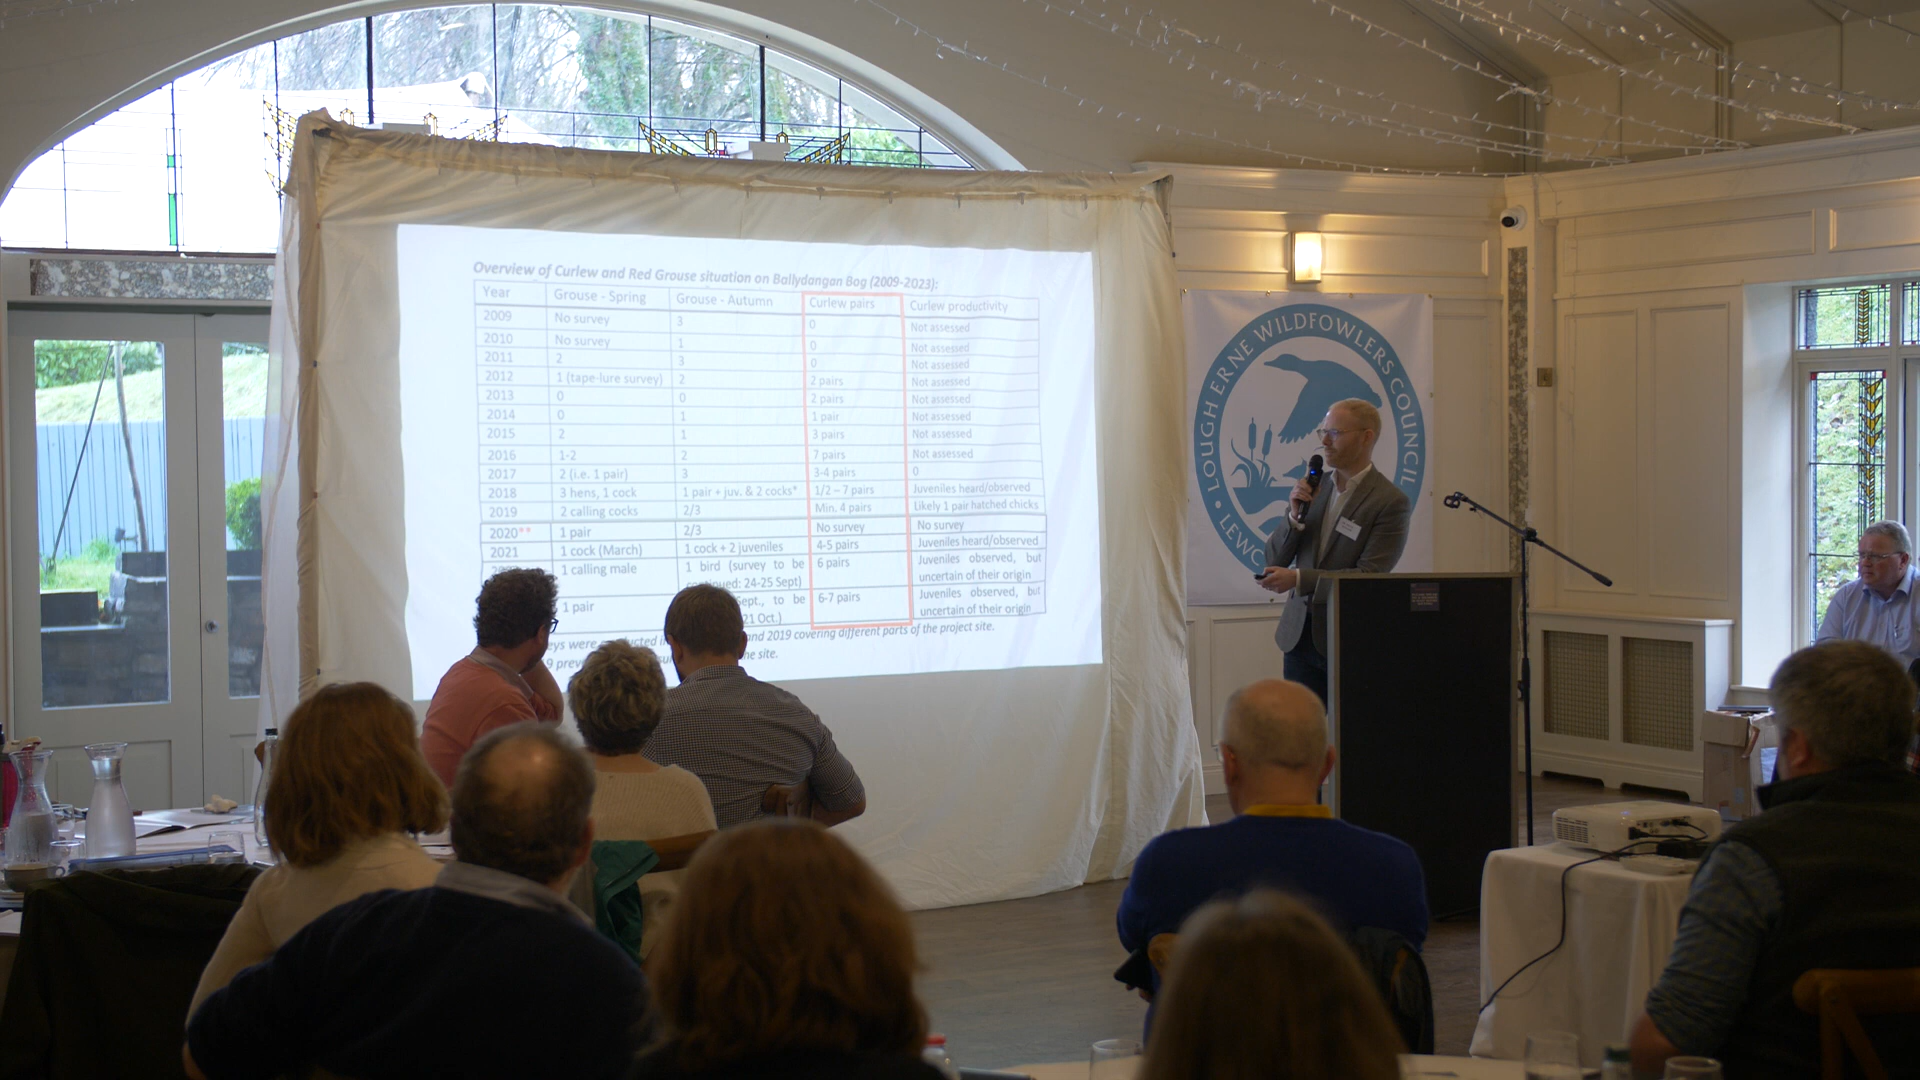 Overview of Curlew and Red Grouse situation on Ballydangan Bog (2009-2023):
Year Grouse - Spring Grouse - Autumn Curlew pairs Curlew productivity
2009 No survey 3 0 Not assessed
2010 No survey 1 0 Not assessed
2011 2 3 0 Not assessed
2012 1 (tape-lure survey) 2 2 pairs Not assessed
2013 0 0 2 pairs Not assessed
2014 0 1 1 pair Not assessed
2015 2 1 3 pairs Not assessed
2016 1-2 2 7 pairs Not assessed
2017 2 (i.e. 1 pair) 3 3-4 pairs 0
2018 3 hens, 1 cock 1 pair + juv. & 2 cocks* 1/2 – 7 pairs Juveniles heard/observed
2019 2 calling cocks 2/3 Min. 4 pairs Likely 1 pair hatched chicks
2020** 1 pair 2/3 No survey No survey
2021 1 cock (March) 1 cock + 2 juveniles 4-5 pairs Juveniles heard/observed
1 calling male 1 bird (survey to be 6 pairs Juveniles observed, but
24-25 Sept) uncertain of their origin
1 pair Sept., to be 6-7 pairs Juveniles observed, but
21 Oct.) uncertain of their origin
were and 2019 covering different parts of the project site.
site.
LOUGH ERNE WILDFOWLERS COUNCIL
LEWC